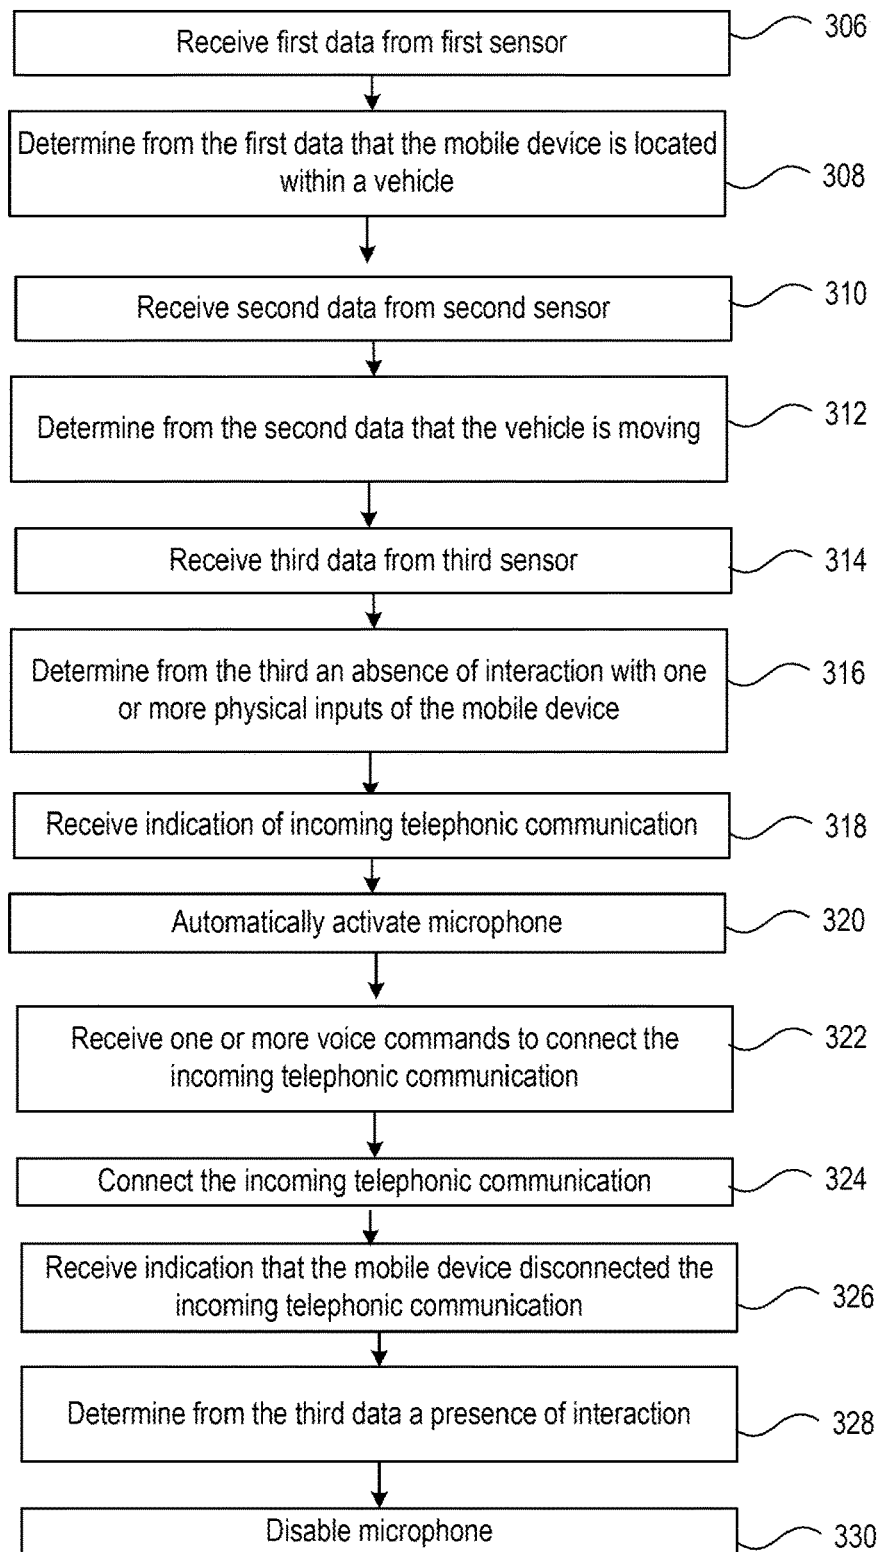 Receive first data from first sensor
306
Determine from the first data that the mobile device is located
within a vehicle
308
Receive second data from second sensor
310
Determine from the second data that the vehicle is moving
312
Receive third data from third sensor
314
Determine from the third an absence of interaction with one
or more physical inputs of the mobile device
316
Receive indication of incoming telephonic communication
318
Automatically activate microphone
320
Receive one or more voice commands to connect the
incoming telephonic communication
322
Connect the incoming telephonic communication
324
Receive indication that the mobile device disconnected the
incoming telephonic communication
326
Determine from the third data a presence of interaction
328
Disable microphone
330